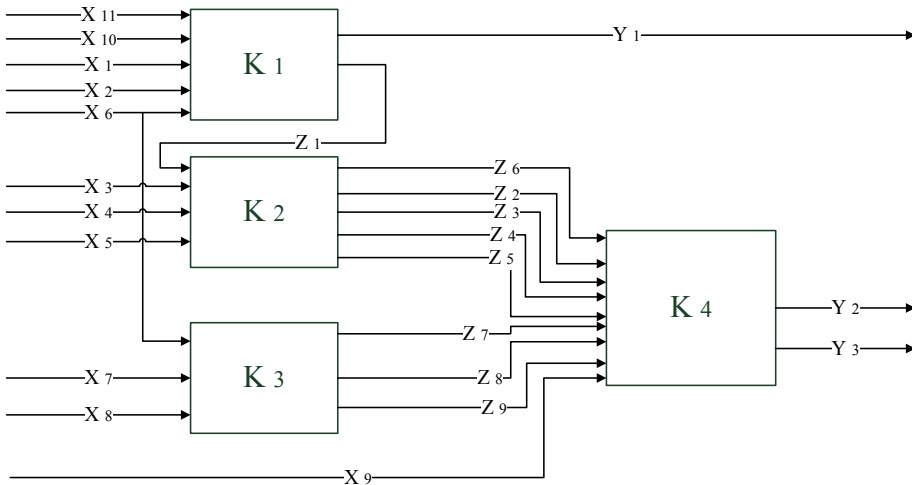 X 11
X 10
X 1
X 2
X 6
K 1
Y 1
Z 1
X 3
X 4
X 5
K 2
Z 6
Z 2
Z 3
Z 4
Z 5
K 4
Y 2
Y 3
X 7
X 8
K 3
Z 7
Z 8
Z 9
X 9